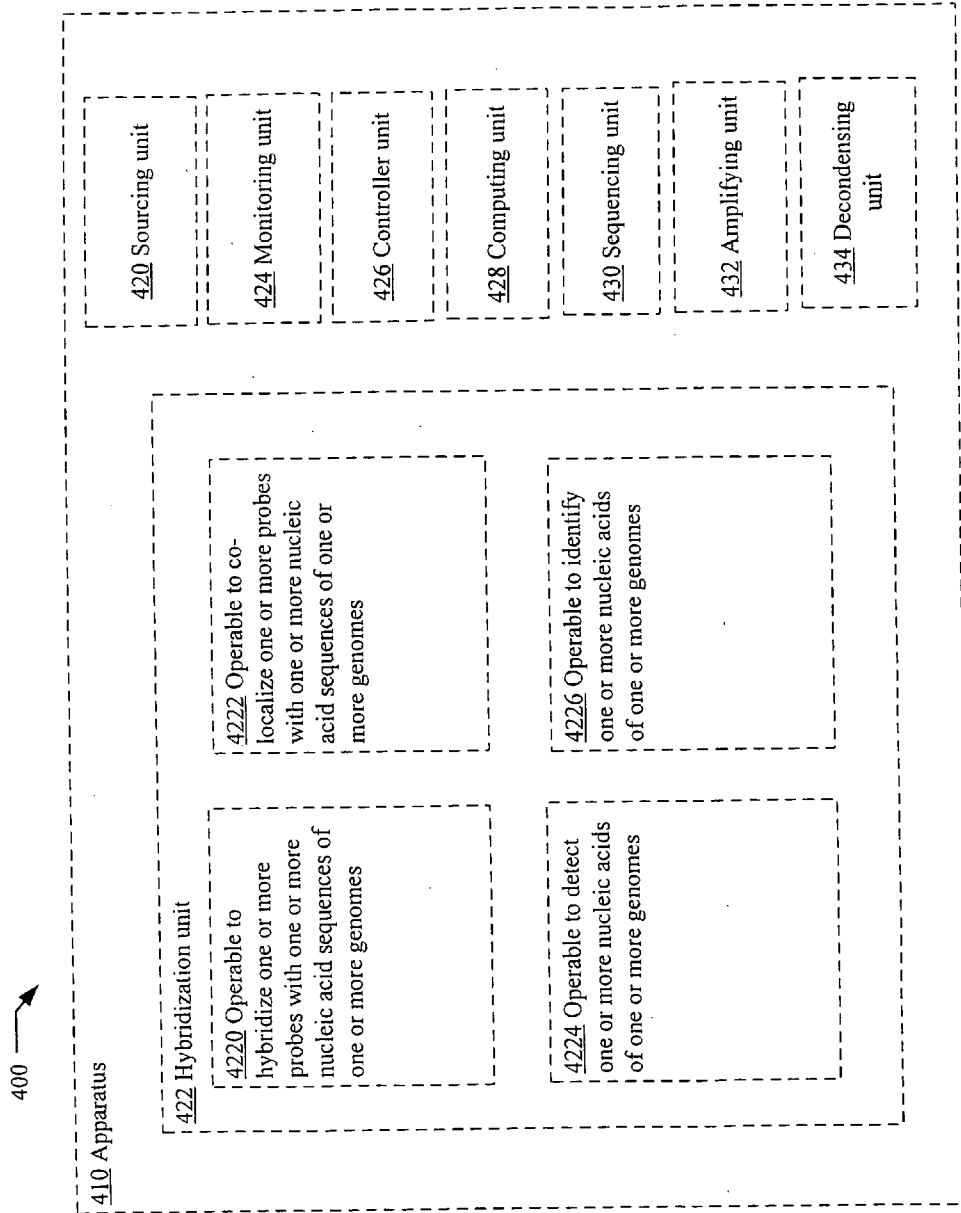 400
410 Apparatus
422 Hybridization unit
4220 Operable to
hybridize one or more
probes with one or more
nucleic acid sequences of
one or more genomes
4222 Operable to co-
localize one or more probes
with one or more nucleic
acid sequences of one or
more genomes
4224 Operable to detect
one or more nucleic acids
of one or more genomes
4226 Operable to identify
one or more nucleic acids
of one or more genomes
420 Sourcing unit
424 Monitoring unit
426 Controller unit
428 Computing unit
430 Sequencing unit
432 Amplifying unit
434 Decondensing
unit